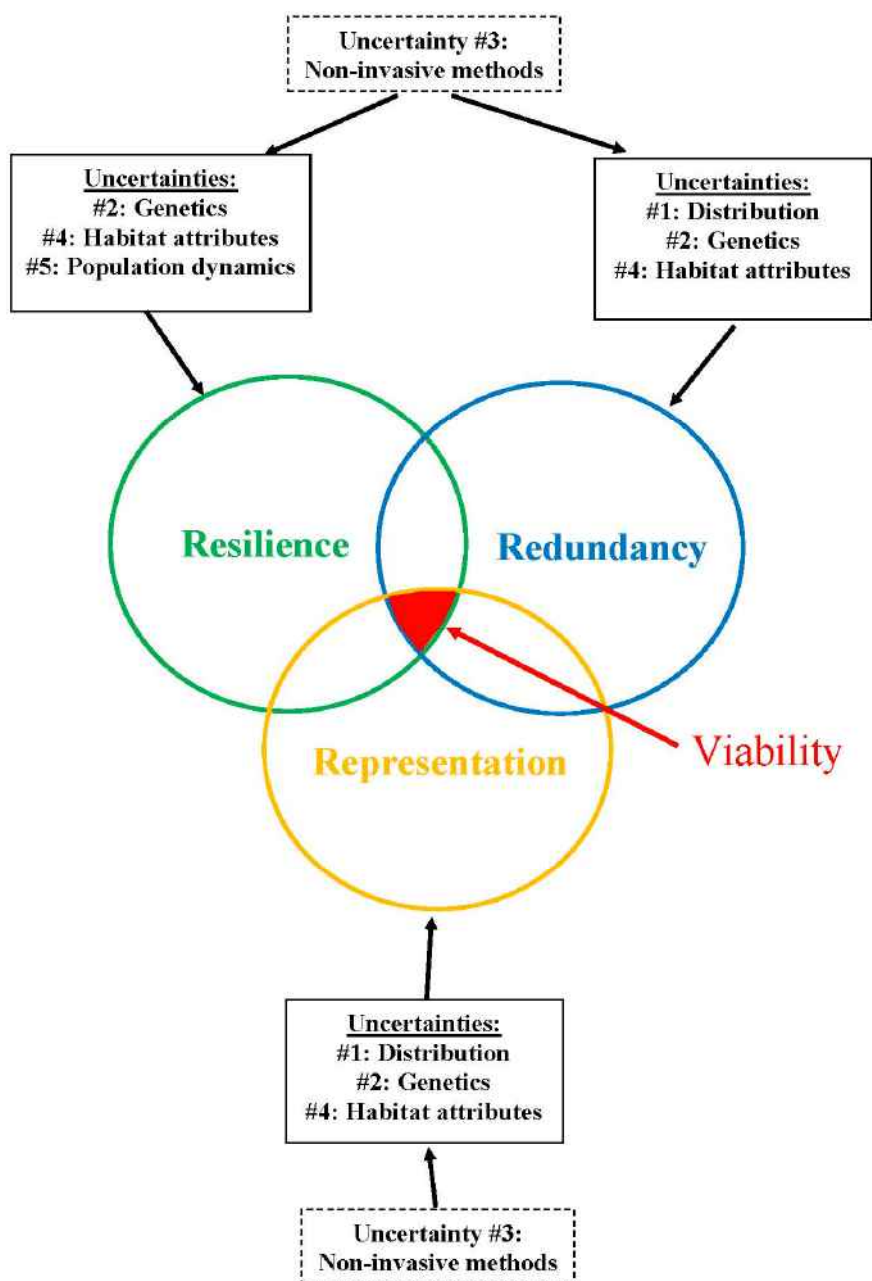 Uncertainty #3:
Non-invasive methods
Uncertainties:
#2: Genetics
#4: Habitat attributes
#5: Population dynamics
Uncertainties:
#1: Distribution
#2: Genetics
#4: Habitat attributes
Resilience
Redundancy
Representation
Viability
Uncertainties:
#1: Distribution
#2: Genetics
#4: Habitat attributes
Uncertainty #3:
Non-invasive methods